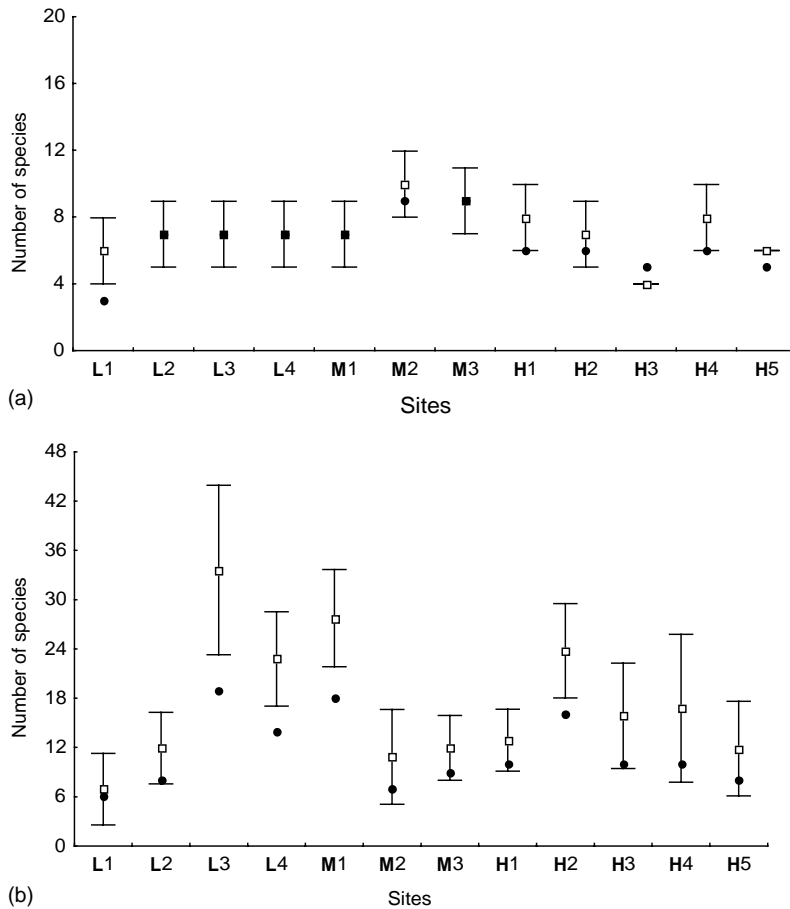 20
16
12
8
4
0
Number of species
L1 L2 L3 L4 M1 M2 M3 H1 H2 H3 H4 H5
(a)
Sites
48
42
36
30
24
18
12
6
0
Number of species
L1 L2 L3 L4 M1 M2 M3 H1 H2 H3 H4 H5
(b)
Sites